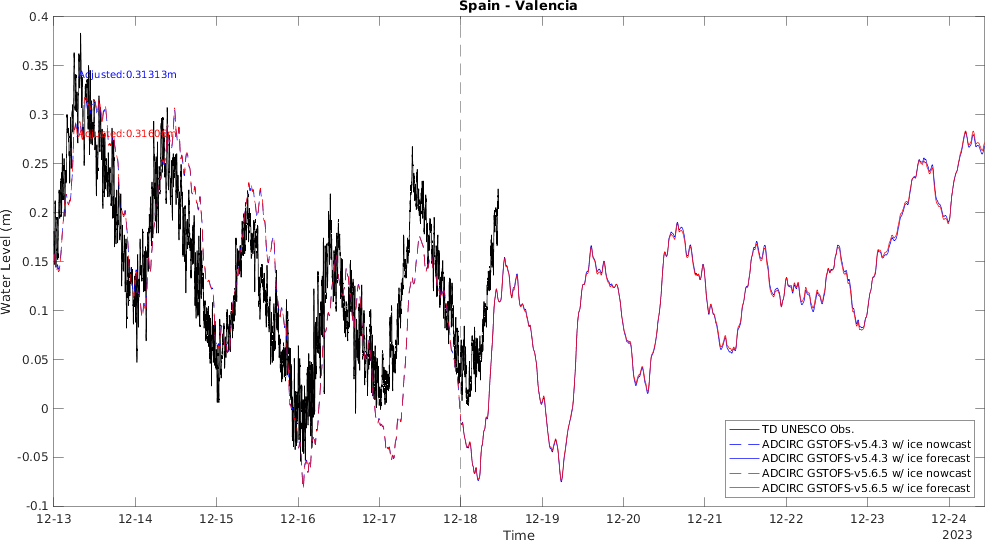 Spain - Valencia
0.4
0.35
0.3
0.25
0.2
0.15
0.1
0.05
0
-0.05
-0.1
Water Level (m)
Adjusted:0.31313m
12-13
12-14
12-15
12-16
12-17
12-18
12-19
12-20
12-21
12-22
12-23
12-24
Time
2023
TD UNESCO Obs.
ADCIRC GSTOFS-v5.4.3 w/ ice nowcast
ADCIRC GSTOFS-v5.4.3 w/ ice forecast
ADCIRC GSTOFS-v5.6.5 w/ ice nowcast
ADCIRC GSTOFS-v5.6.5 w/ ice forecast